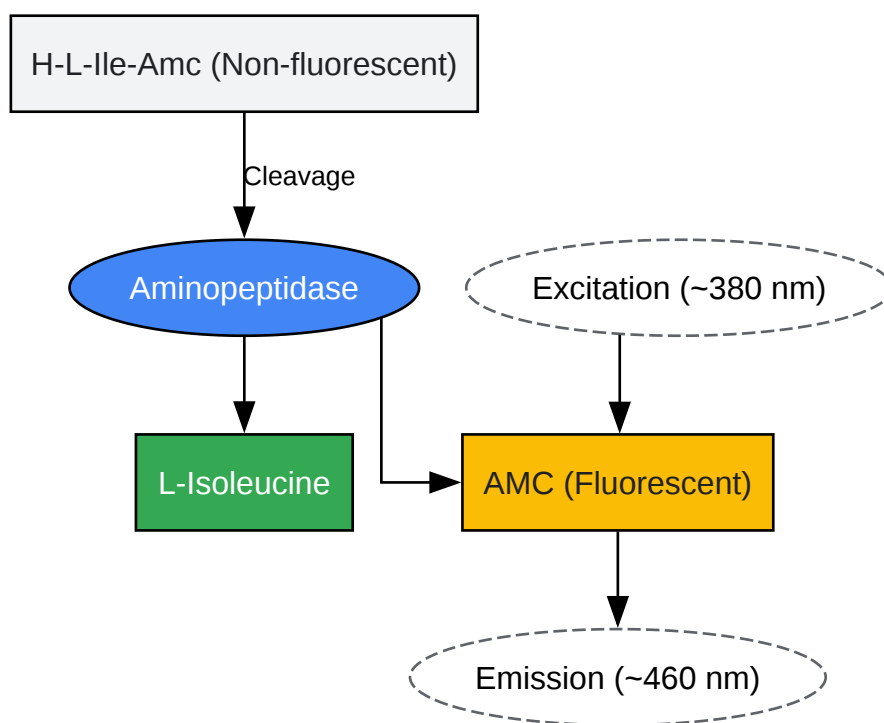 H-L-Ile-Amc (Non-fluorescent)
Cleavage
Aminopeptidase
Excitation (~380 nm)
L-Isoleucine
AMC (Fluorescent)
Emission (~460 nm)